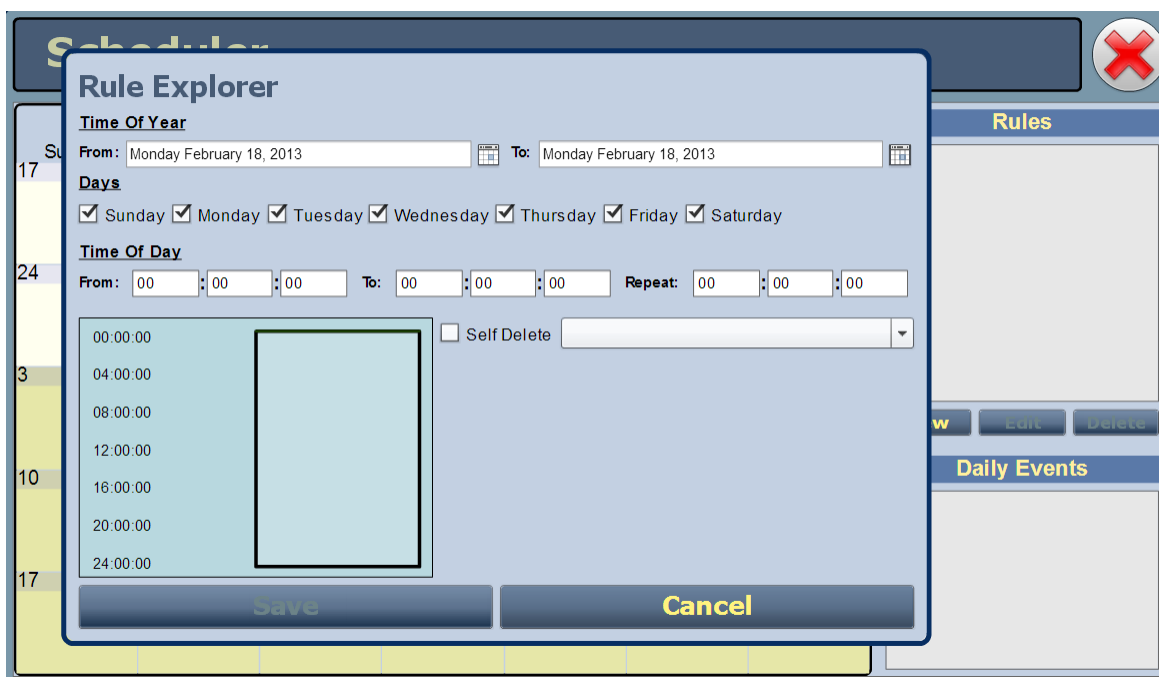 Scheduler
Rule Explorer
Time Of Year
From: Monday February 18, 2013 To: Monday February 18, 2013
Days
Sunday Monday Tuesday Wednesday Thursday Friday Saturday
Time Of Day
From: 00 : 00 : 00 To: 00 : 00 : 00 Repeat: 00 : 00 : 00
00:00:00
04:00:00
08:00:00
12:00:00
16:00:00
20:00:00
24:00:00
Self Delete
Save Cancel
Su
17
24
3
10
17
Rules
w Edit Delete
Daily Events